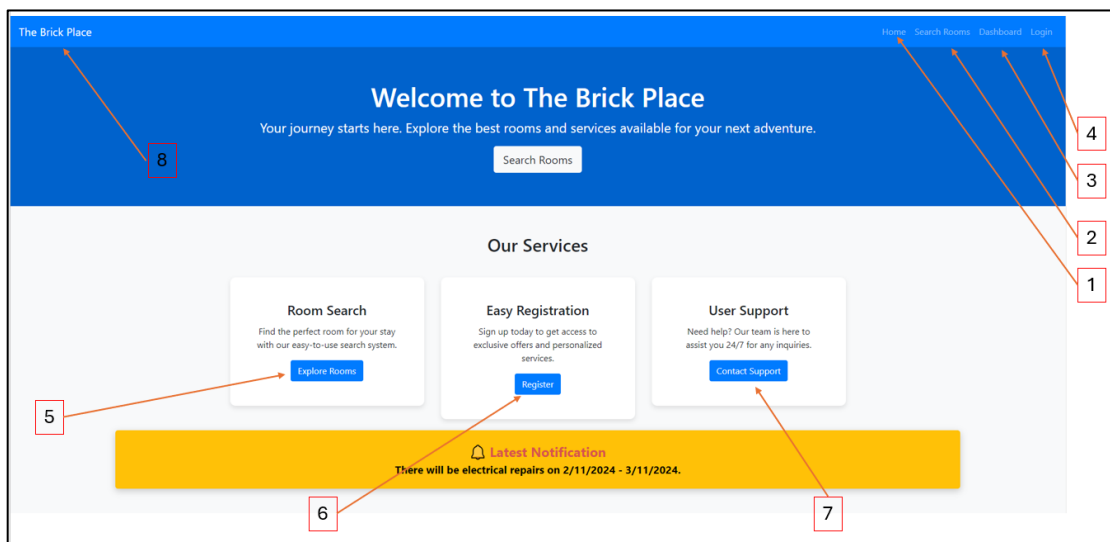 The Brick Place
Home Search Rooms Dashboard Login
Welcome to The Brick Place
Your journey starts here. Explore the best rooms and services available for your next adventure.
Search Rooms
8
4
3
2
1
Our Services
Room Search
Find the perfect room for your stay
with our easy-to-use search system.
Explore Rooms
Easy Registration
Sign up today to get access to
exclusive offers and personalized
services.
Register
User Support
Need help? Our team is here to
assist you 24/7 for any inquiries.
Contact Support
5
Latest Notification
There will be electrical repairs on 2/11/2024 - 3/11/2024.
6
7